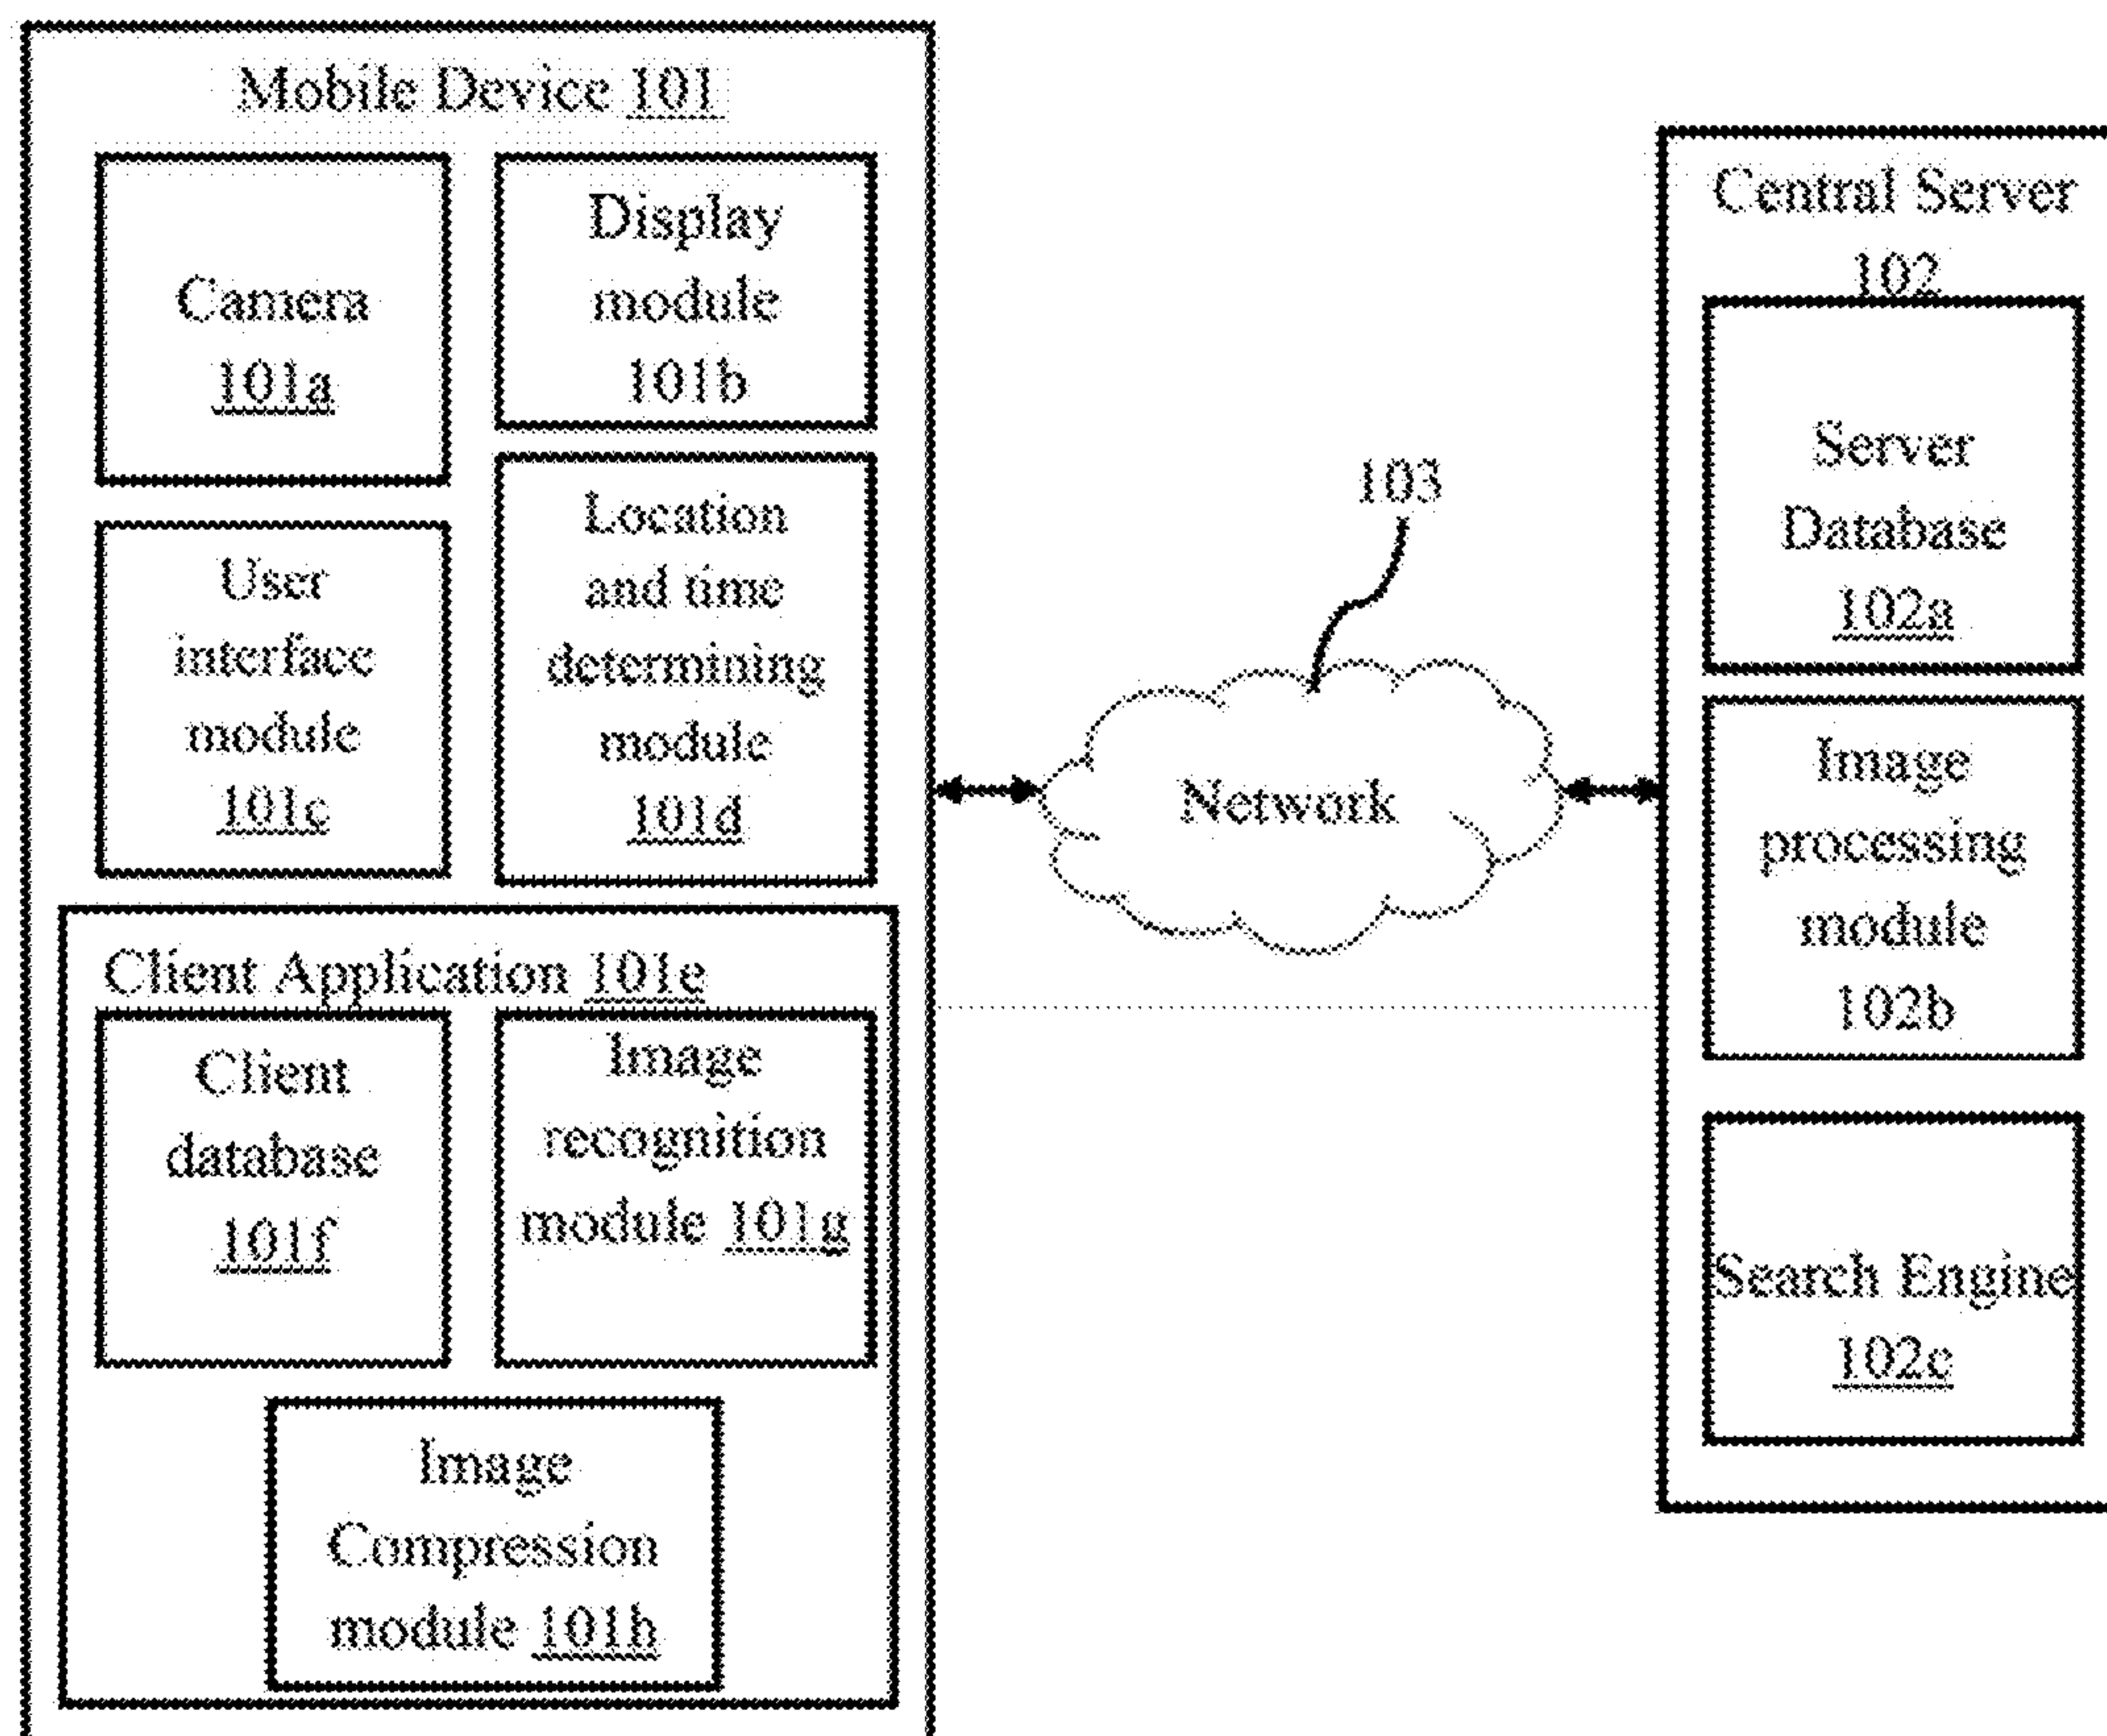 Mobile Device 101
Camera
101a
Display
module
101b
User
interface
module
101c
Location
and time
determining
module
101d
Client Application 101e
Client
database
101f
Image
recognition
module 101g
Image
Compression
module 101h
103
Network
Central Server
102
Server
Database
102a
Image
processing
module
102b
Search Engine
102c